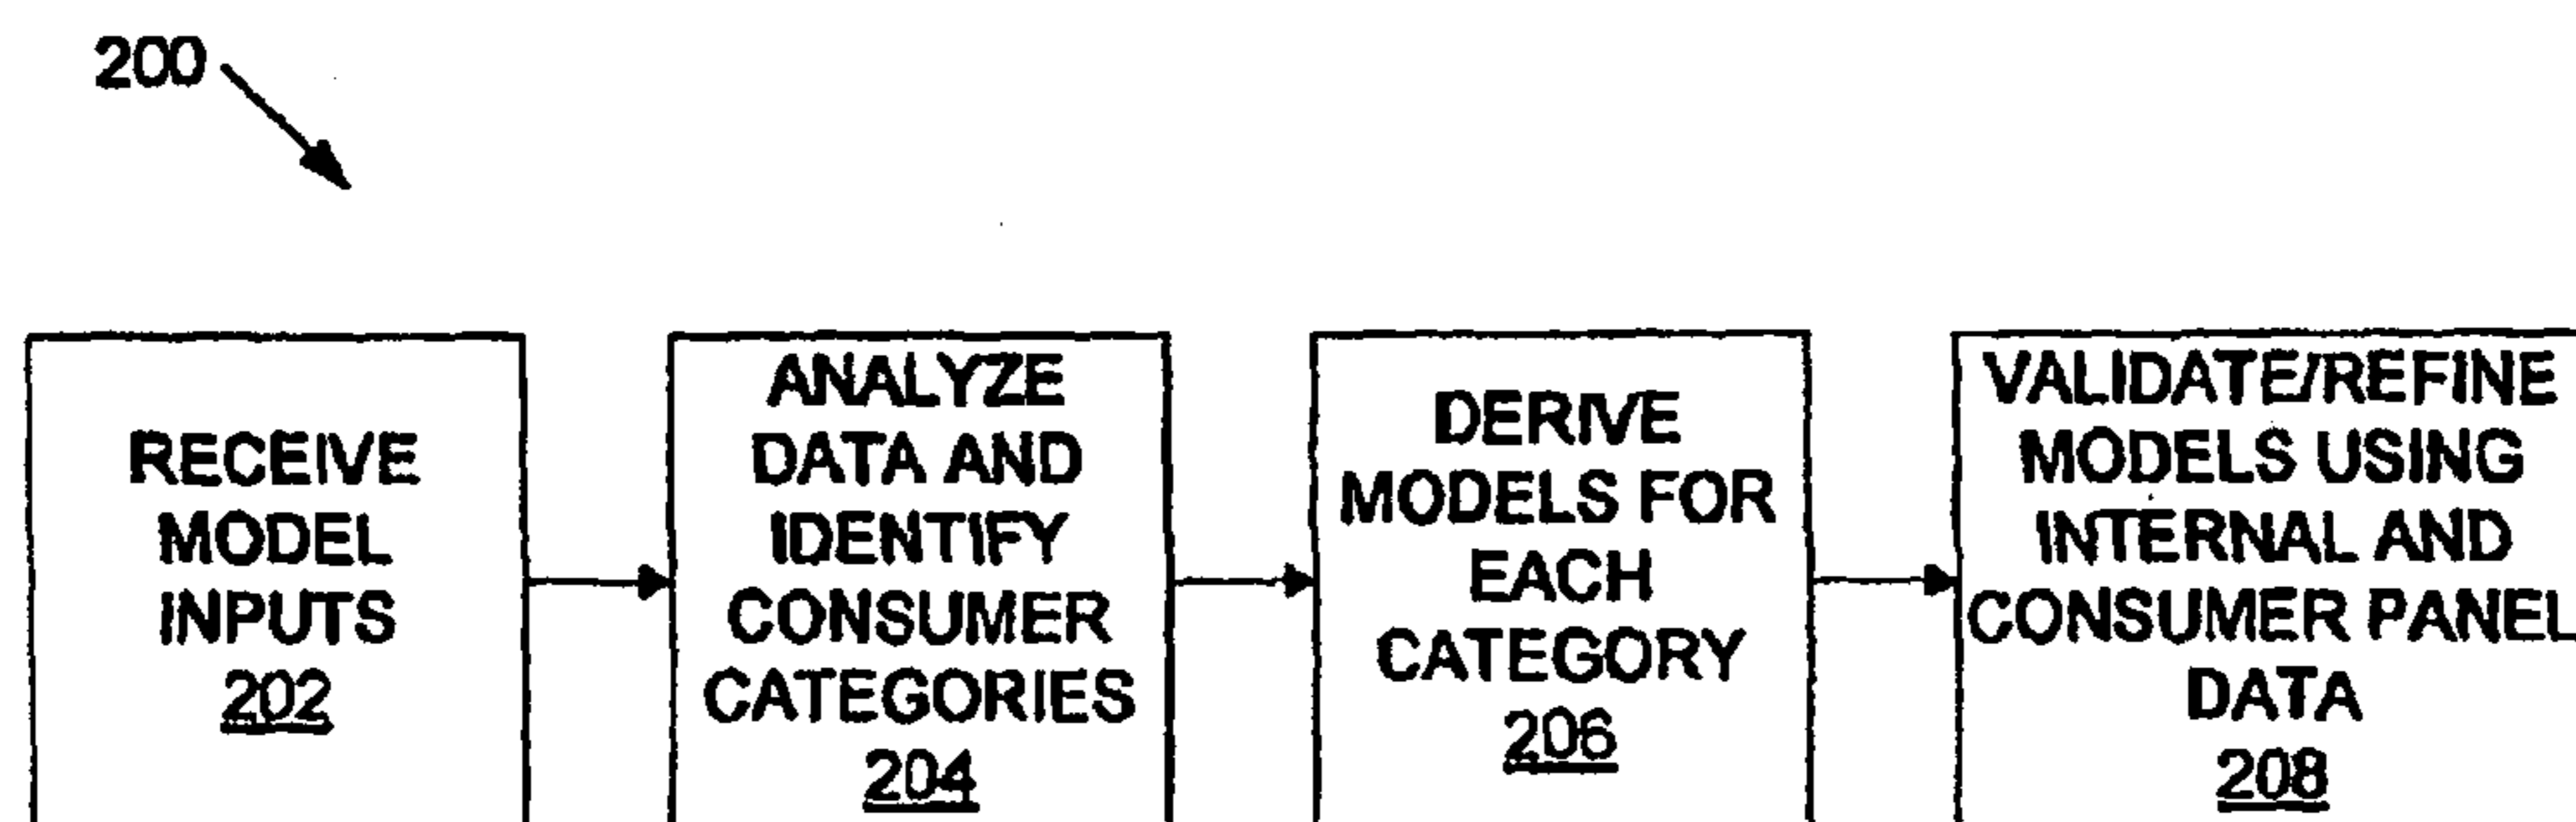 200
RECEIVE
MODEL
INPUTS
202
ANALYZE
DATA AND
IDENTIFY
CONSUMER
CATEGORIES
204
DERIVE
MODELS FOR
EACH
CATEGORY
206
VALIDATE/REFINE
MODELS USING
INTERNAL AND
CONSUMER PANEL
DATA
208